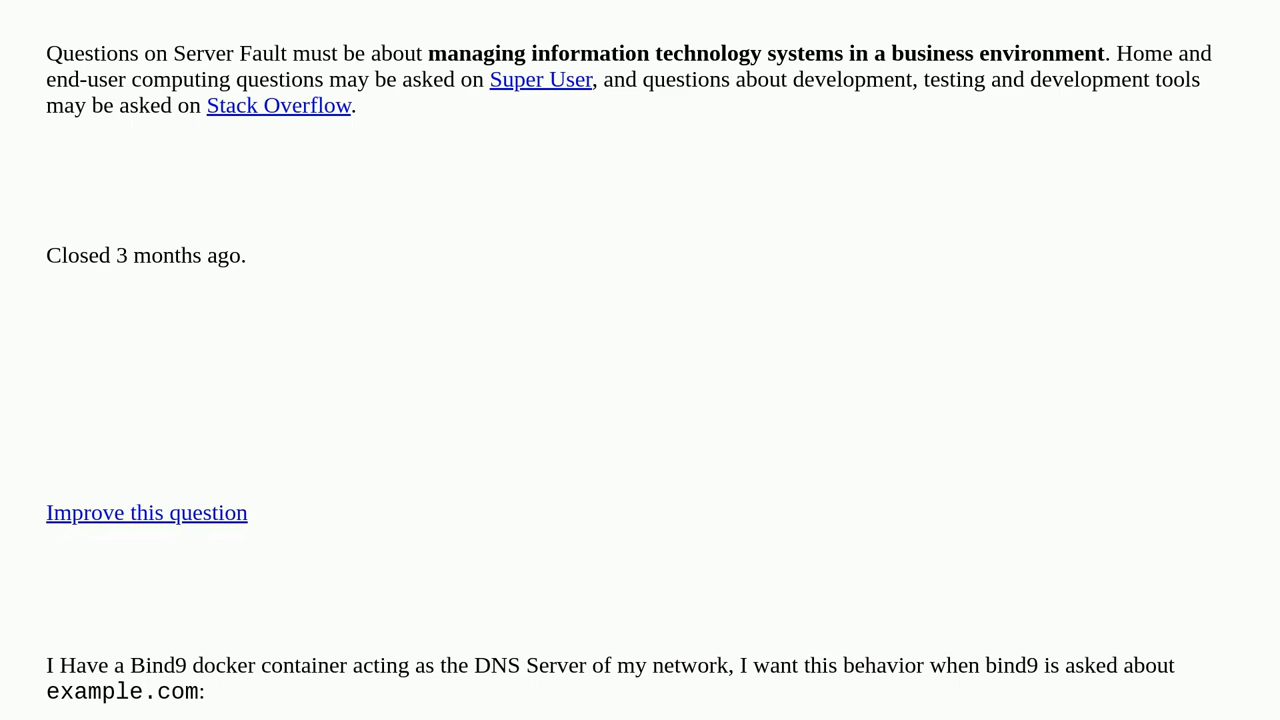 Questions on Server Fault must be about managing information technology systems in a business environment. Home and
end-user computing questions may be asked on Super User, and questions about development, testing and development tools
may be asked on Stack Overflow.
Closed 3 months ago.
Improve this question
I Have a Bind9 docker container acting as the DNS Server of my network, I want this behavior when bind9 is asked about
example.com: